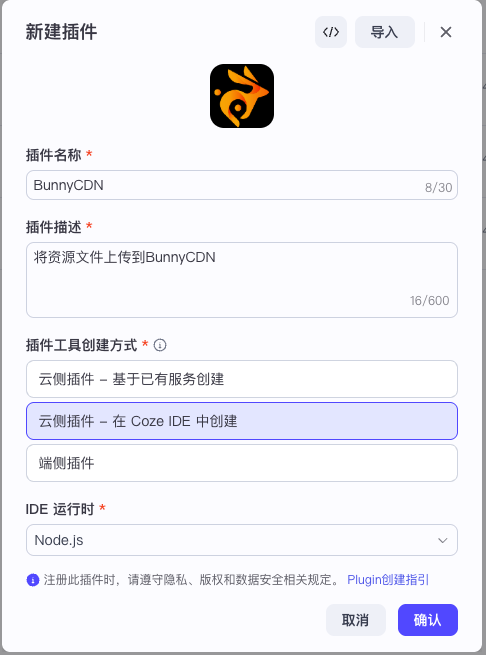 新建插件
</>
导入
插件名称 *
BunnyCDN
8/30
插件描述 *
将资源文件上传到BunnyCDN
16/600
插件工具创建方式 *
云侧插件 – 基于已有服务创建
云侧插件 – 在 Coze IDE 中创建
端侧插件
IDE 运行时 *
Node.js
注册此插件时，请遵守隐私、版权和数据安全相关规定。 Plugin创建指引
取消
确认